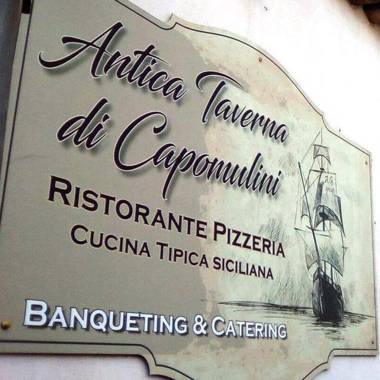 Antica Taverna
di Capomulini
RISTORANTE PIZZERIA
CUCINA TIPICA SICILIANA
BANQUETING & CATERING